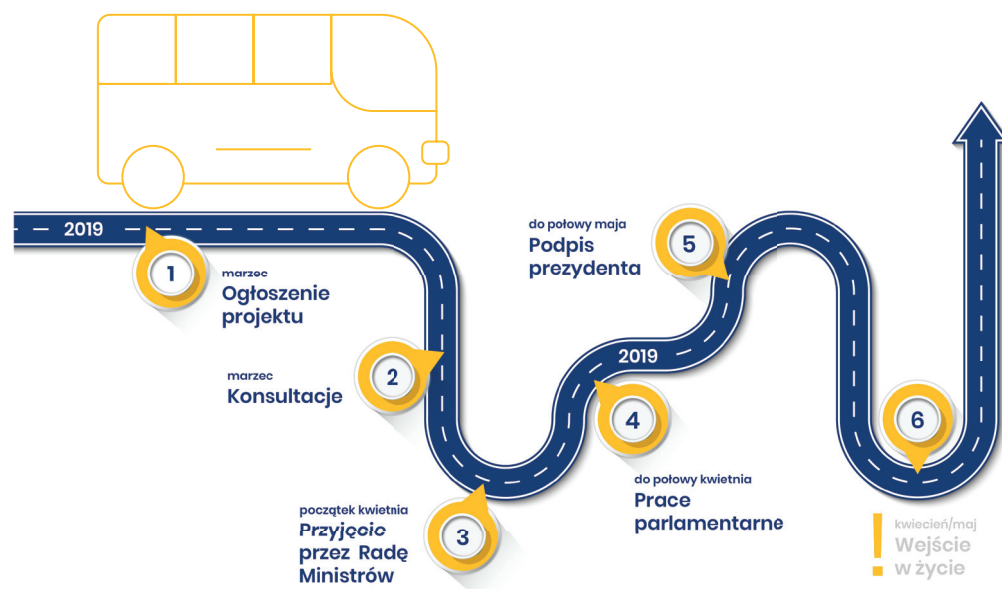 2019
1
marzec
Ogłoszenie
projektu
2
marzec
Konsultacje
3
początek kwietnia
Przyjęcie
przez Radę
Ministrów
2019
4
do połowy kwietnia
Prace
parlamentarne
5
do połowy maja
Podpis
prezydenta
6
!
kwiecień/maj
Wejście
w życie